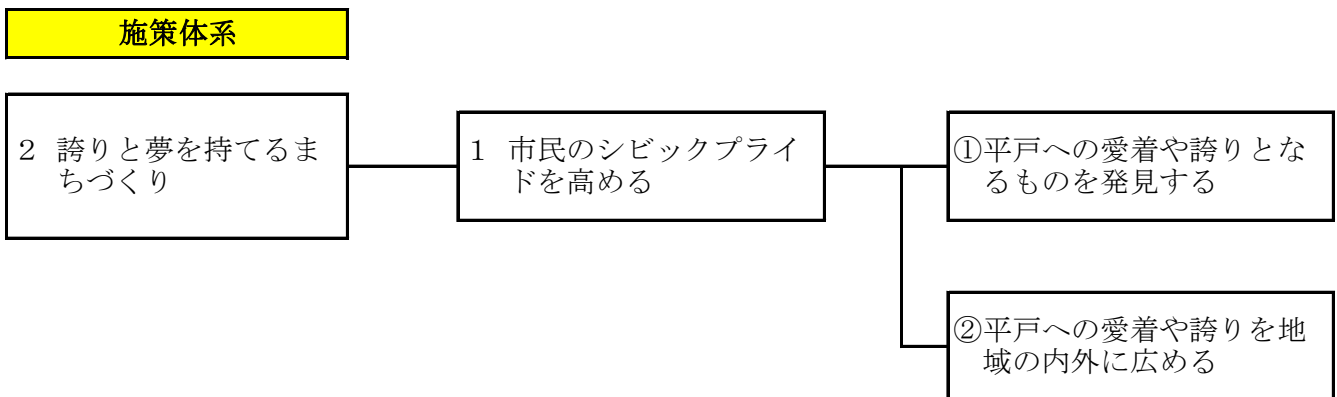 施策体系
2 誇りと夢を持てるま
ちづくり
1 市民のシビックプライ
ドを高める
①平戸への愛着や誇りとな
るものを発見する
②平戸への愛着や誇りを地
域の内外に広める